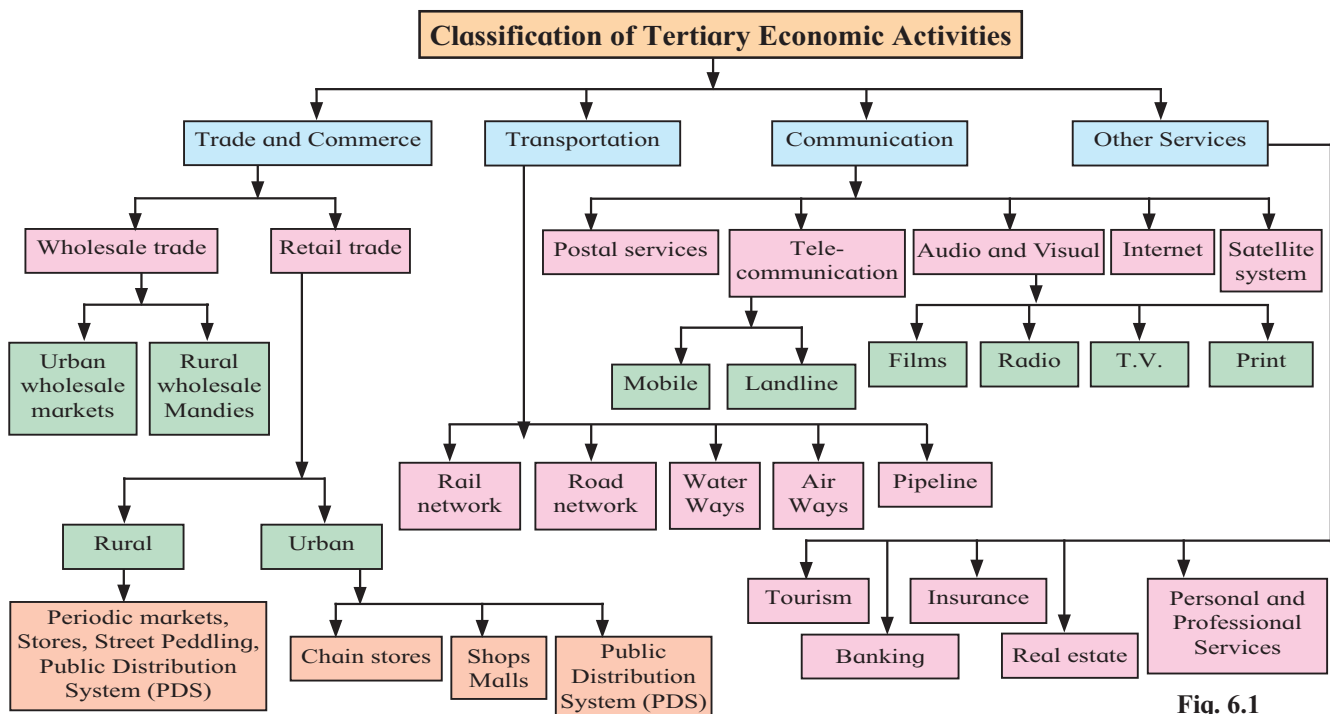 Classification of Tertiary Economic Activities
Trade and Commerce
Transportation
Communication
Other Services
Wholesale trade
Retail trade
Postal services
Tele-
communication
Audio and Visual
Internet
Satellite
system
Urban
wholesale
markets
Rural
wholesale
Mandies
Mobile
Landline
Films
Radio
T.V.
Print
Rail
network
Road
network
Water
Ways
Air
Ways
Pipeline
Rural
Urban
Periodic markets,
Stores, Street Peddling,
Public Distribution
System (PDS)
Chain stores
Shops
Malls
Public
Distribution
System (PDS)
Tourism
Banking
Insurance
Real estate
Personal and
Professional
Services
Fig. 6.1